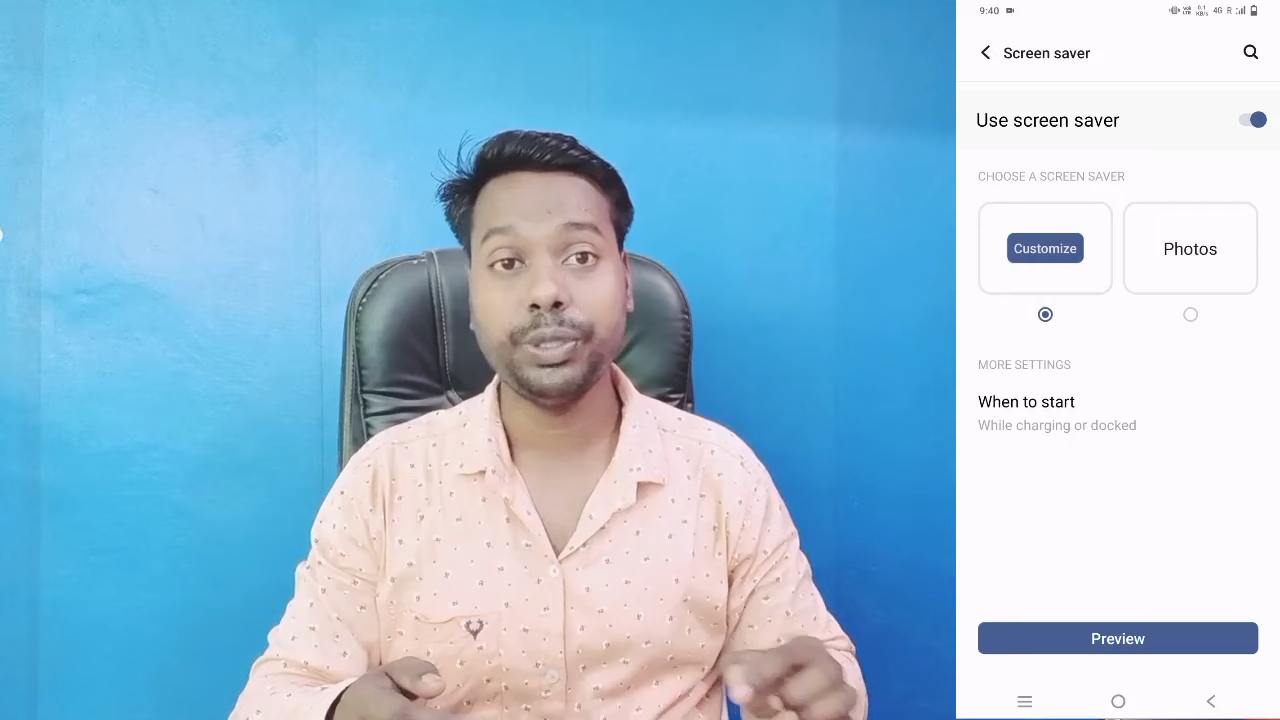 9:40
4G R
Screen saver
Use screen saver
CHOOSE A SCREEN SAVER
Customize
Photos
MORE SETTINGS
When to start
While charging or docked
Preview